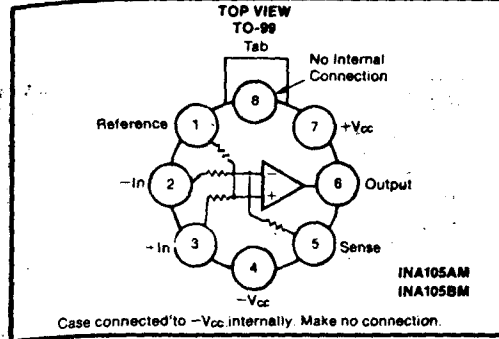 TOP VIEW
TO-99
Tab
No Internal
Connection
8
Reference
1
7
+Vcc
−In
2
−
+
6
Output
+In
3
5
Sense
4
−Vcc
INA105AM
INA105BM
Case connected to −Vcc internally. Make no connection.